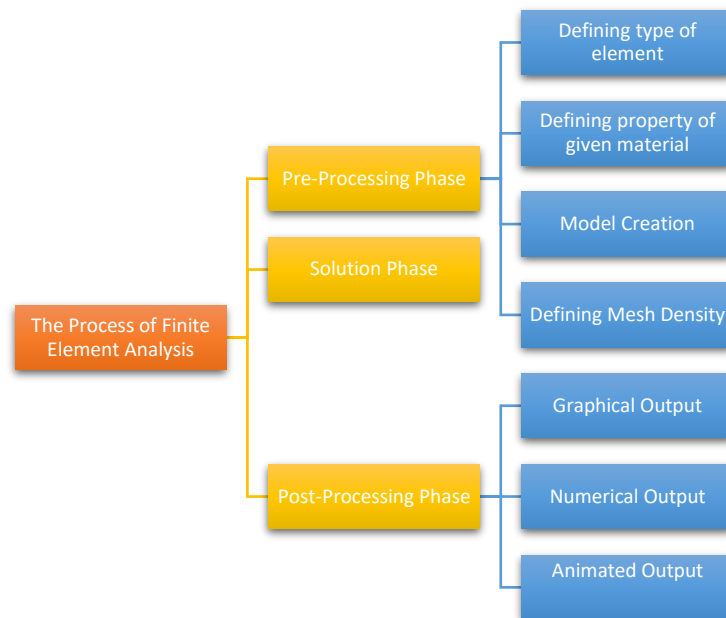 Defining type of
element
Defining property of
given material
Pre-Processing Phase
Model Creation
Solution Phase
Defining Mesh Density
The Process of Finite
Element Analysis
Graphical Output
Post-Processing Phase
Numerical Output
Animated Output